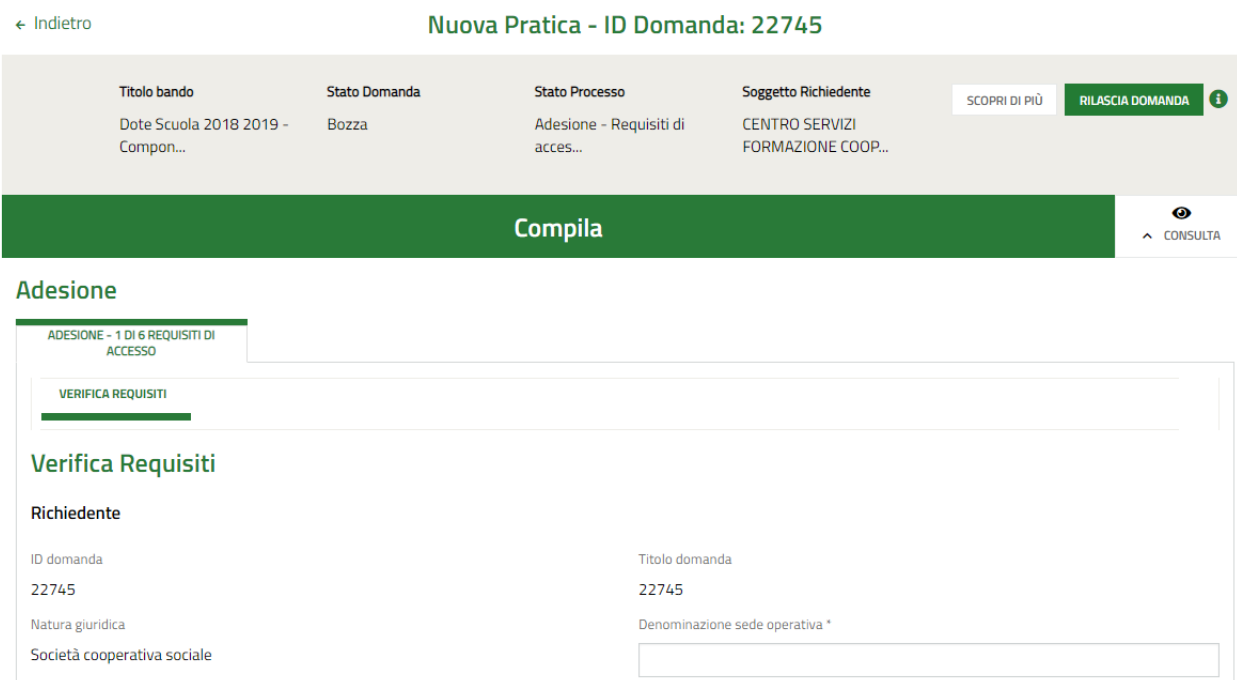 ← Indietro
Nuova Pratica - ID Domanda: 22745
Titolo bando
Dote Scuola 2018 2019 -
Compon...
Stato Domanda
Bozza
Stato Processo
Adesione - Requisiti di
acces...
Soggetto Richiedente
CENTRO SERVIZI
FORMAZIONE COOP...
SCOPRI DI PIÙ
RILASCIA DOMANDA
Compila
CONSULTA
Adesione
ADESIONE - 1 DI 6 REQUISITI DI
ACCESSO
VERIFICA REQUISITI
Verifica Requisiti
Richiedente
ID domanda
22745
Titolo domanda
22745
Natura giuridica
Società cooperativa sociale
Denominazione sede operativa *